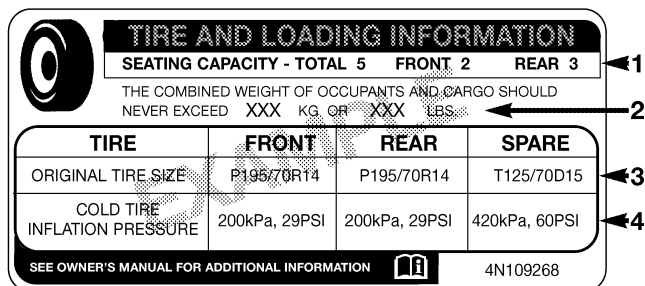 TIRE AND LOADING INFORMATION
SEATING CAPACITY - TOTAL 5 FRONT 2 REAR 3
1
THE COMBINED WEIGHT OF OCCUPANTS AND CARGO SHOULD
NEVER EXCEED XXX KG OR XXX LBS.
2
TIRE FRONT REAR SPARE
ORIGINAL TIRE SIZE P195/70R14 P195/70R14 T125/70D15
3
COLD TIRE
INFLATION PRESSURE 200kPa, 29PSI 200kPa, 29PSI 420kPa, 60PSI
4
SEE OWNER'S MANUAL FOR ADDITIONAL INFORMATION i 4N109268
EXAMPLE